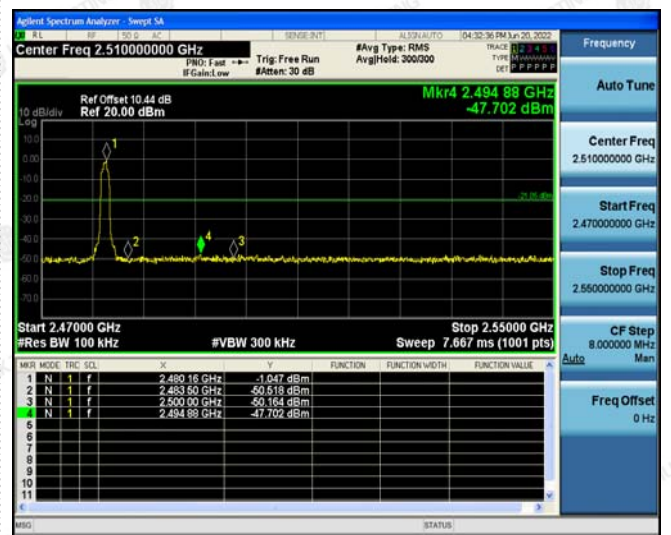 Agilent Spectrum Analyzer - Swept SA
RL RF 50 Ω AC SENSE:INT ALIGNAUTO 04:32:36 PM Jun 20, 2022
Center Freq 2.510000000 GHz
PNO: Fast Trig: Free Run
IFGain:Low #Atten: 30 dB
#Avg Type: RMS
Avg|Hold: 300/300
TRACE 1 2 3 4 5 6
TYPE M
DET P P P P P P
Mkr4 2.494 88 GHz
-47.702 dBm
Ref Offset 10.44 dB
10 dB/div Ref 20.00 dBm
Log
10.0
0.00
-10.0
-20.0
-30.0
-40.0
-50.0
-60.0
-70.0
1
2
4
3
-21.05 dBm
Start 2.47000 GHz Stop 2.55000 GHz
#Res BW 100 kHz #VBW 300 kHz Sweep 7.667 ms (1001 pts)
MKR MODE TRC SCL X Y FUNCTION FUNCTION WIDTH FUNCTION VALUE
1 N 1 f 2.480 16 GHz -1.047 dBm
2 N 1 f 2.483 50 GHz -50.518 dBm
3 N 1 f 2.500 00 GHz -50.164 dBm
4 N 1 f 2.494 88 GHz -47.702 dBm
5
6
7
8
9
10
11
MSG STATUS
Frequency
Auto Tune
Center Freq
2.510000000 GHz
Start Freq
2.470000000 GHz
Stop Freq
2.550000000 GHz
CF Step
8.000000 MHz
Auto Man
Freq Offset
0 Hz